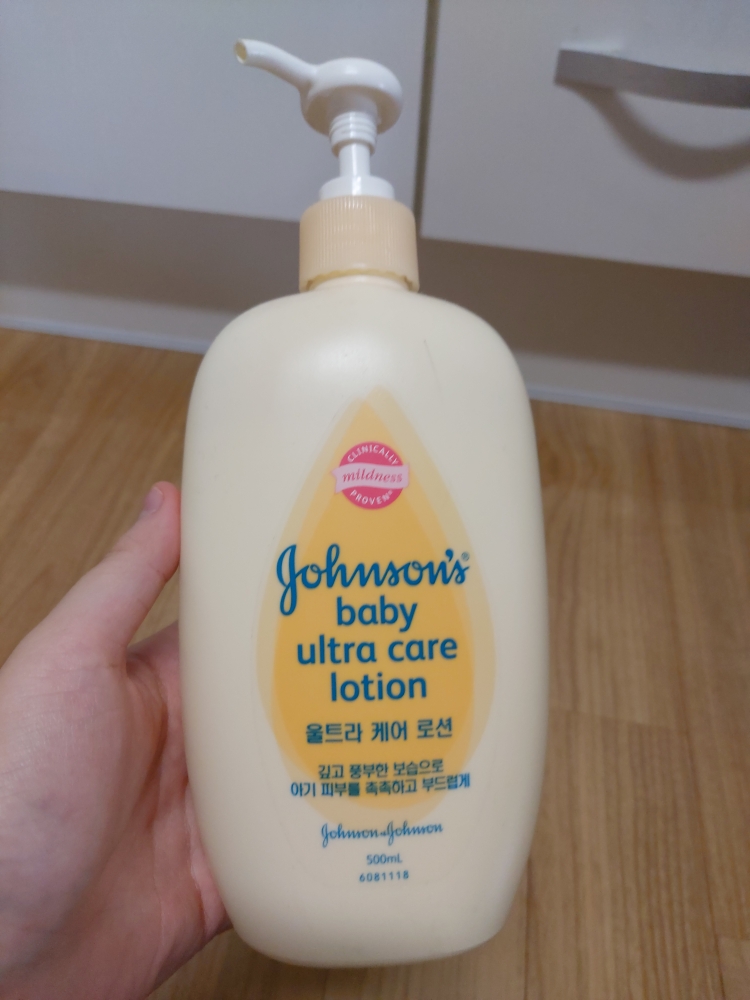 CLINICALLY
mildness
PROVEN®
Johnson's®
baby
ultra care
lotion
울트라 케어 로션
깊고 풍부한 보습으로
아기 피부를 촉촉하고 부드럽게
Johnson & Johnson
500mL
6081118